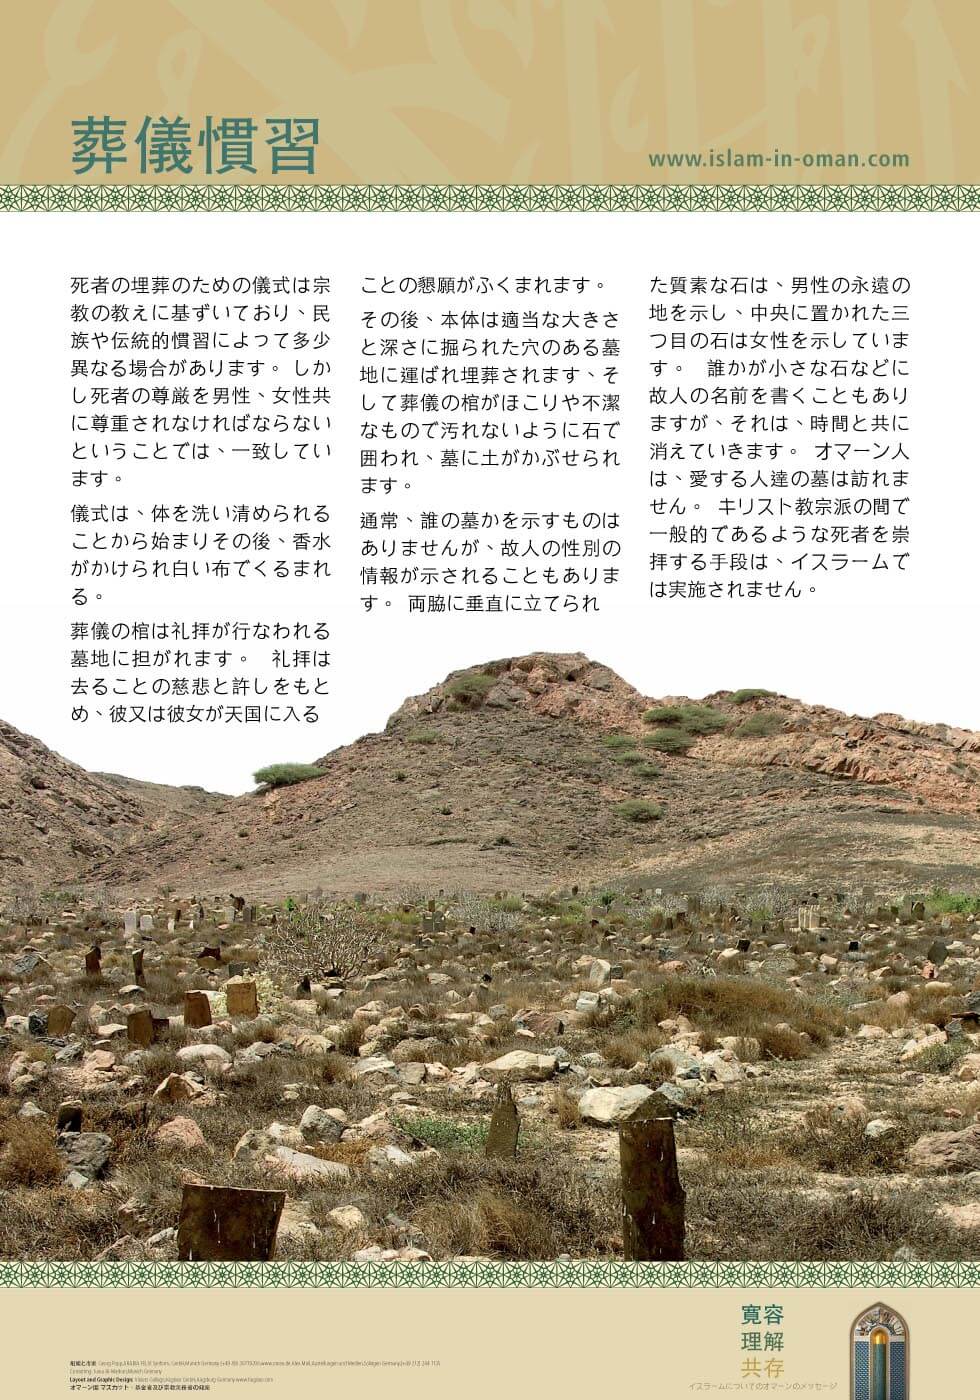 葬儀慣習
www.islam-in-oman.com
死者の埋葬のための儀式は宗
教の教えに基ずいており、民
族や伝統的慣習によって多少
異なる場合があります。 しか
し死者の尊厳を男性、女性共
に尊重されなければならない
ということでは、一致してい
ます。
儀式は、体を洗い清められる
ことから始まりその後、香水
がかけられ白い布でくるまれ
る。
葬儀の棺は礼拝が行なわれる
墓地に担がれます。 礼拝は
去ることの慈悲と許しをもと
め、彼又は彼女が天国に入る
ことの懇願がふくまれます。
その後、本体は適当な大きさ
と深さに掘られた穴のある墓
地に運ばれ埋葬されます、そ
して葬儀の棺がほこりや不潔
なもので汚れないように石で
囲われ、墓に土がかぶせられ
ます。
通常、誰の墓かを示すものは
ありませんが、故人の性別の
情報が示されることもありま
す。 両脇に垂直に立てられ
た質素な石は、男性の永遠の
地を示し、中央に置かれた三
つ目の石は女性を示していま
す。 誰かが小さな石などに
故人の名前を書くこともあり
ますが、それは、時間と共に
消えていきます。 オマーン人
は、愛する人達の墓は訪れま
せん。 キリスト教宗派の間で
一般的であるような死者を崇
拝する手段は、イスラームで
は実施されません。
寛容
理解
共存
イスラームについてのオマーンのメッセージ